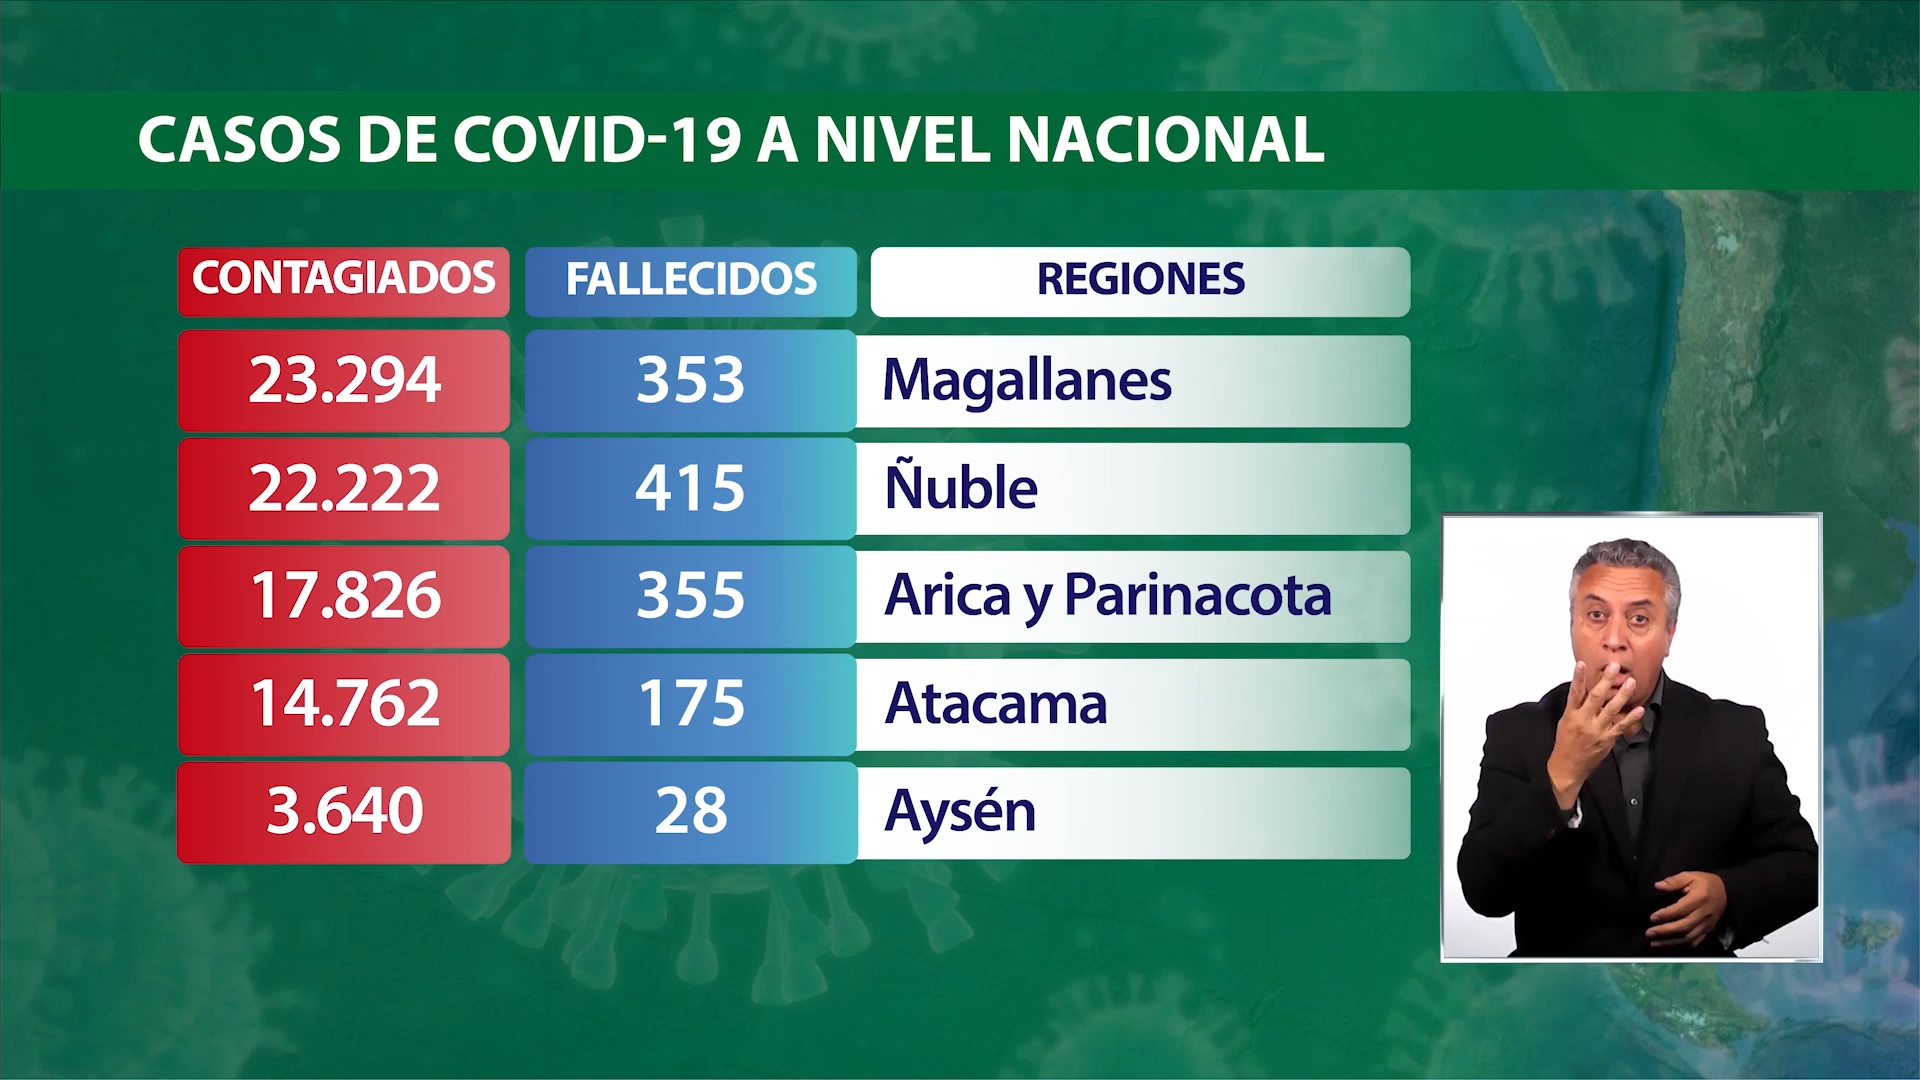 CASOS DE COVID-19 A NIVEL NACIONAL
CONTAGIADOS FALLECIDOS REGIONES
23.294 353 Magallanes
22.222 415 Ñuble
17.826 355 Arica y Parinacota
14.762 175 Atacama
3.640 28 Aysén